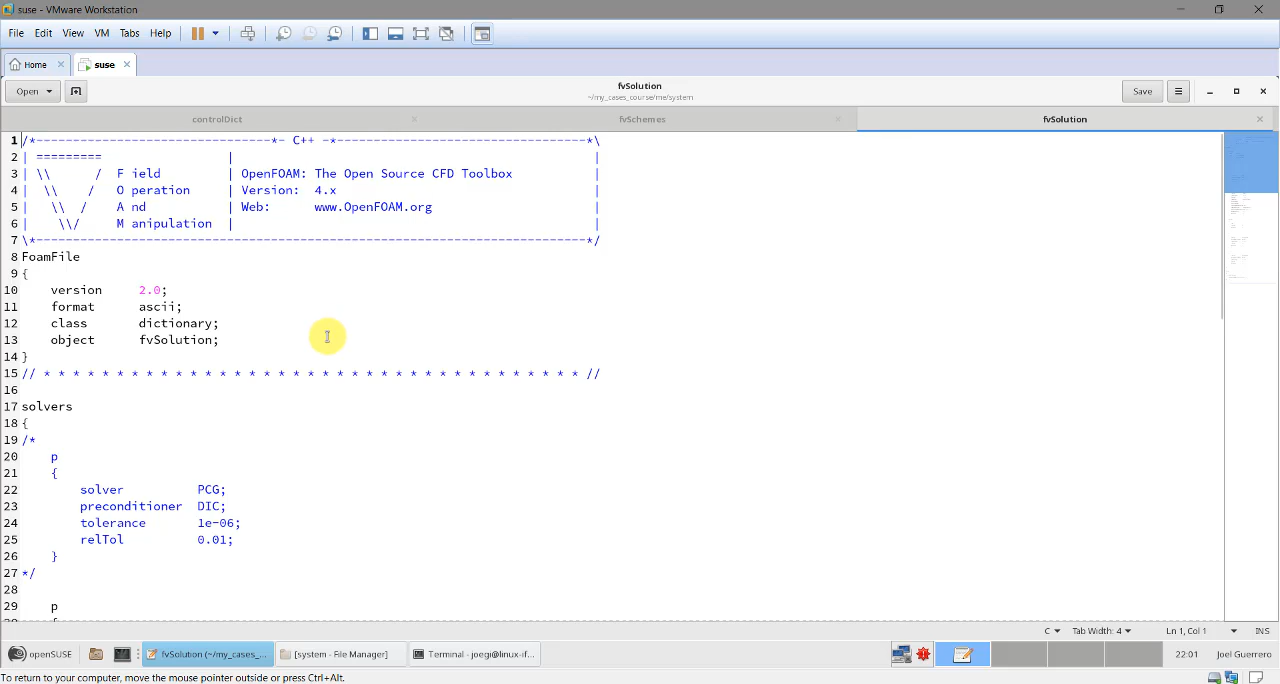 suse - VMware Workstation
File Edit View VM Tabs Help
Home suse
Open fvSolution Save
~/my_cases_course/me/system
controlDict fvSchemes fvSolution
1 /*--------------------------------*- C++ -*----------------------------------*\
2 | ========= | |
3 | \\ / F ield | OpenFOAM: The Open Source CFD Toolbox |
4 | \\ / O peration | Version: 4.x |
5 | \\ / A nd | Web: www.OpenFOAM.org |
6 | \\/ M anipulation | |
7 \*---------------------------------------------------------------------------*/
8 FoamFile
9 {
10 version 2.0;
11 format ascii;
12 class dictionary;
13 object fvSolution;
14 }
15 // * * * * * * * * * * * * * * * * * * * * * * * * * * * * * * * * * * * * * //
16
17 solvers
18 {
19 /*
20 p
21 {
22 solver PCG;
23 preconditioner DIC;
24 tolerance 1e-06;
25 relTol 0.01;
26 }
27 */
28
29 p
C Tab Width: 4 Ln 1, Col 1 INS
openSUSE fvSolution (~/my_cases_... [system - File Manager] Terminal - joegi@linux-if... 22:01 Joel Guerrero
To return to your computer, move the mouse pointer outside or press Ctrl+Alt.